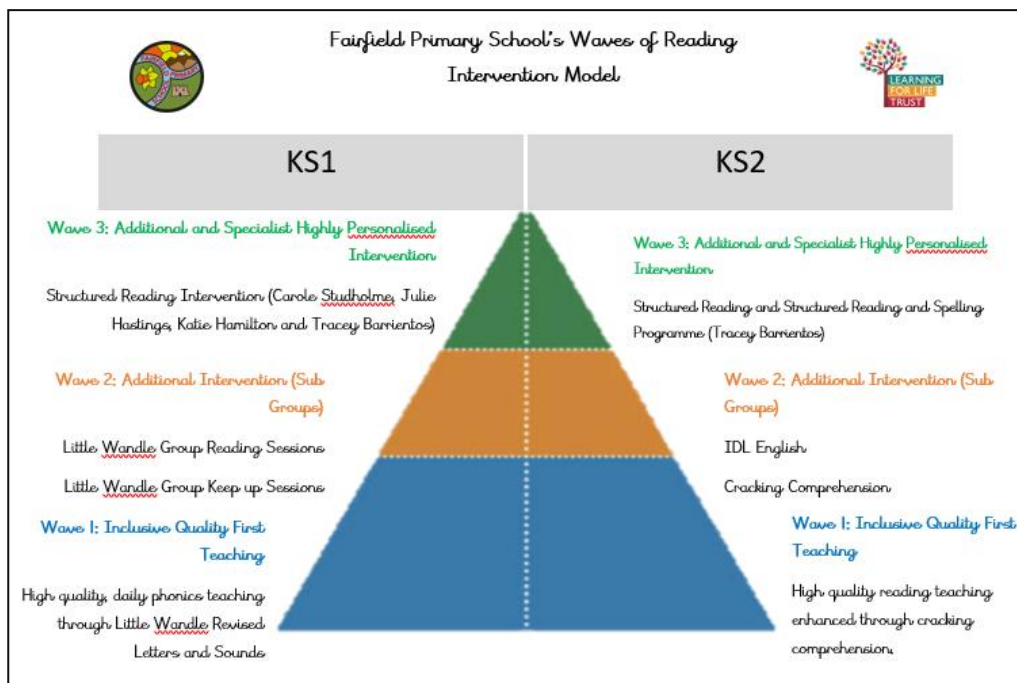 Fairfield Primary School's Waves of Reading
Intervention Model
LEARNING
FOR LIFE
TRUST
KS1
KS2
Wave 3: Additional and Specialist Highly Personalised
Intervention
Structured Reading Intervention (Carole Studholme, Julie
Hastings, Katie Hamilton and Tracey Barrientos)
Wave 2: Additional Intervention (Sub
Groups)
Little Wandle Group Reading Sessions
Little Wandle Group Keep up Sessions
Wave 1: Inclusive Quality First
Teaching
High quality, daily phonics teaching
through Little Wandle Revised
Letters and Sounds
Wave 3: Additional and Specialist Highly Personalised
Intervention
Structured Reading and Structured Reading and Spelling
Programme (Tracey Barrientos)
Wave 2: Additional Intervention (Sub
Groups)
IDL English
Cracking Comprehension
Wave 1: Inclusive Quality First
Teaching
High quality reading teaching
enhanced through cracking
comprehension.